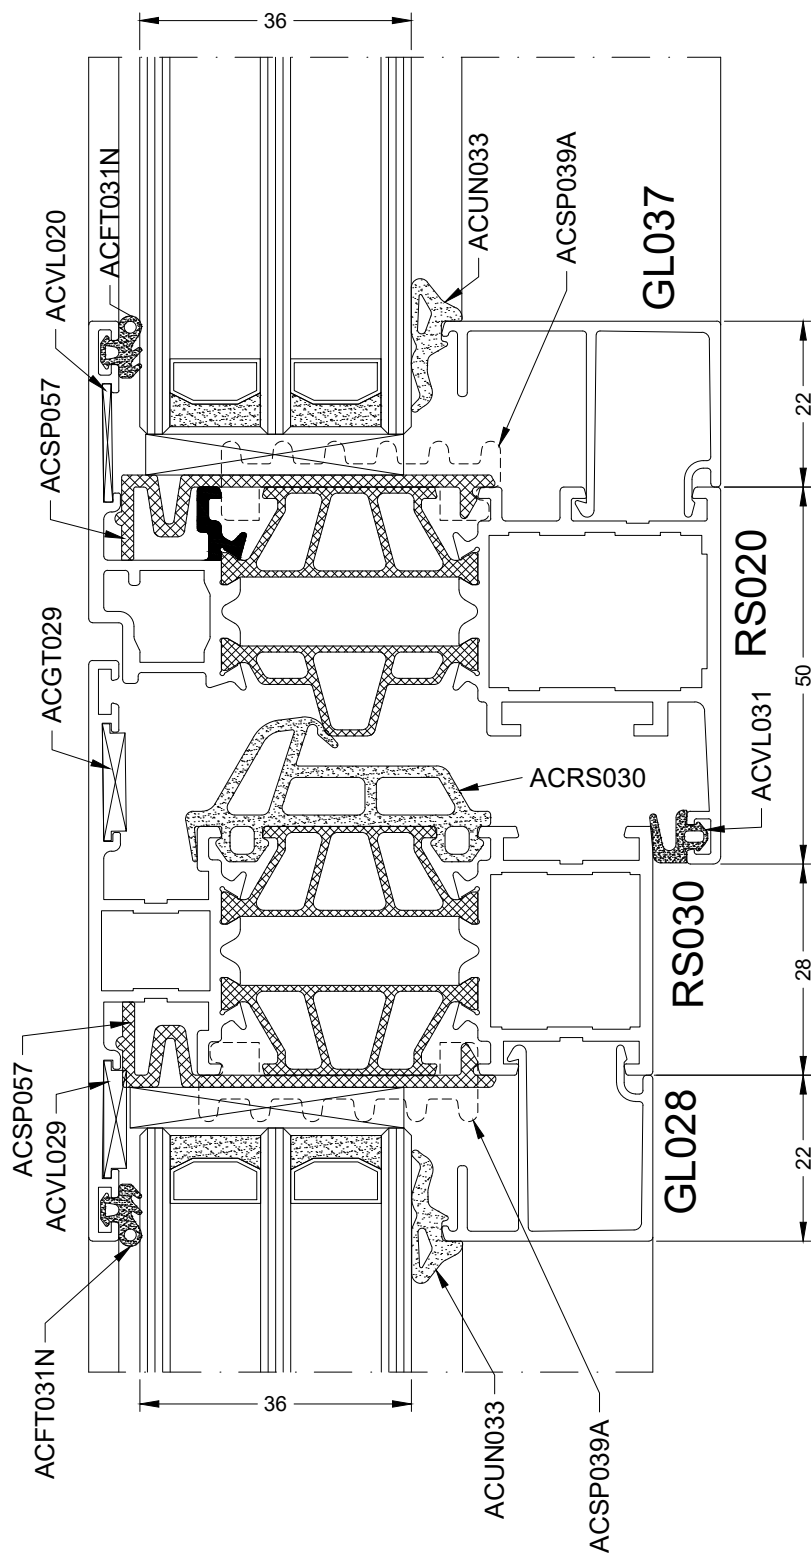 36
ACVL020
ACFT031N
ACSP057
ACUN033
ACSP039A
GL037
22
ACGT029
RS020
50
ACRS030
ACVL031
RS030
28
ACSP057
ACVL029
GL028
22
ACFT031N
36
ACUN033
ACSP039A